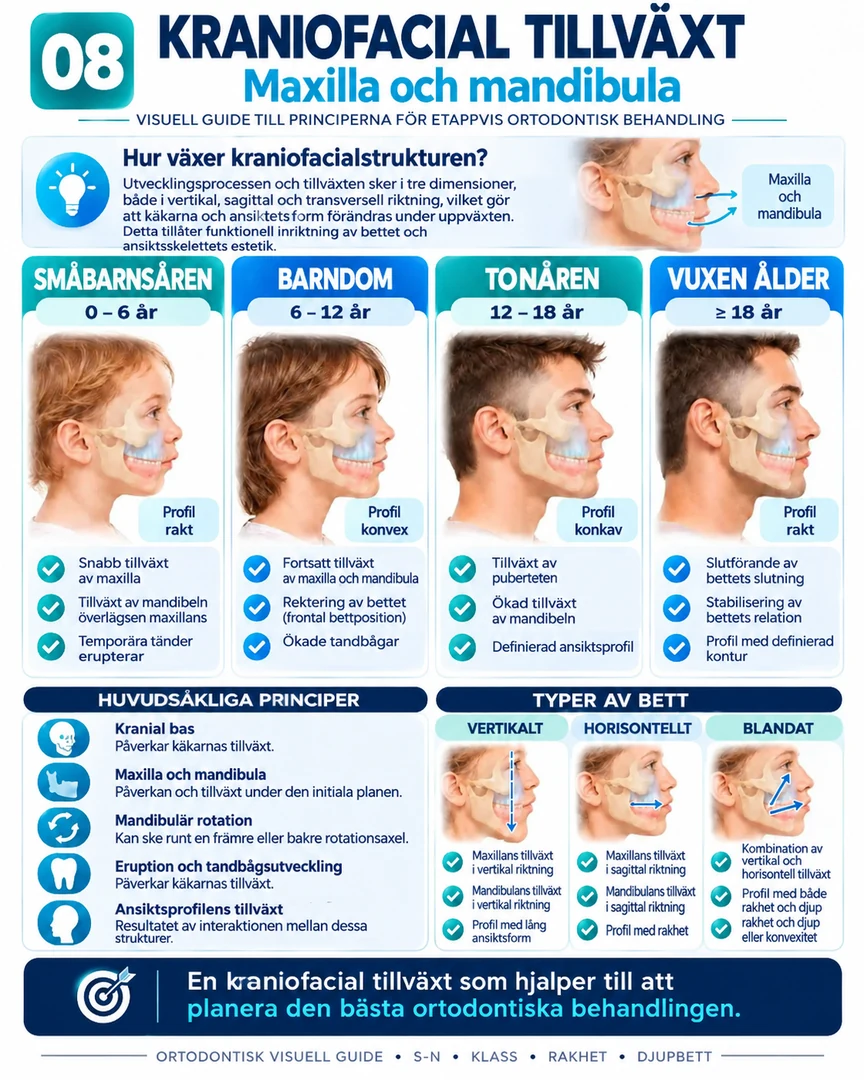 08
KRANIOFACIAL TILLVÄXT
Maxilla och mandibula
VISUELL GUIDE TILL PRINCIPERNA FÖR ETAPPVIS ORTODONTISK BEHANDLING
Hur växer kraniofacialstrukturen?
Utvecklingsprocessen och tillväxten sker i tre dimensioner,
både i vertikal, sagittal och transversell riktning, vilket gör
att käkarna och ansiktets form förändras under uppväxten.
Detta tillåter funktionell inriktning av bettet och
ansiktsskelettets estetik.
Maxilla
och
mandibula
SMÅBARNSÅREN
0 – 6 år
Profil
rakt
Snabb tillväxt
av maxilla
Tillväxt av mandibeln
överlägsen maxillans
Temporära tänder
erupterar
BARNDOM
6 – 12 år
Profil
konvex
Fortsatt tillväxt
av maxilla och mandibula
Rektering av bettet
(frontal bettposition)
Ökade tandbågar
TONÅREN
12 – 18 år
Profil
konkav
Tillväxt av
puberteten
Ökad tillväxt
av mandibeln
Definierad ansiktsprofil
VUXEN ÅLDER
≥ 18 år
Profil
rakt
Slutförande av
bettets slutning
Stabilisering av
bettets relation
Profil med definierad
kontur
HUVUDSÅKLIGA PRINCIPER
Kranial bas
Påverkar käkarnas tillväxt.
Maxilla och mandibula
Påverkan och tillväxt under den initiala planen.
Mandibulär rotation
Kan ske runt en främre eller bakre rotationsaxel.
Eruption och tandbågsutveckling
Påverkar käkarnas tillväxt.
Ansiktsprofilens tillväxt
Resultatet av interaktionen mellan dessa
strukturer.
TYPER AV BETT
VERTIKALT
Maxillans tillväxt
i vertikal riktning
Mandibulans tillväxt
i vertikal riktning
Profil med lång
ansiktsform
HORISONTELLT
Maxillans tillväxt
i sagittal riktning
Mandibulans tillväxt
i sagittal riktning
Profil med rakhet
BLANDAT
Kombination av
vertikal och
horisontell tillväxt
Profil med både
rakhet och djup
rakhet och djup
eller konvexitet
En kraniofacial tillväxt som hjälper till att
planera den bästa ortodontiska behandlingen.
ORTODONTISK VISUELL GUIDE • S-N • KLASS • RAKHET • DJUPBETT